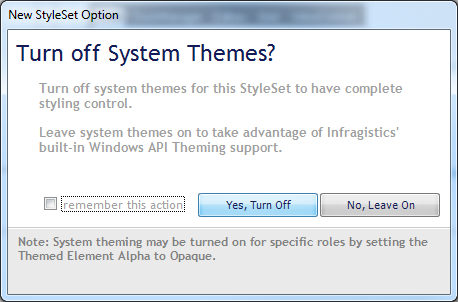 New StyleSet Option
Turn off System Themes?
Turn off system themes for this StyleSet to have complete
styling control.
Leave system themes on to take advantage of Infragistics'
built-in Windows API Theming support.
remember this action
Yes, Turn Off
No, Leave On
Note: System theming may be turned on for specific roles by setting the
Themed Element Alpha to Opaque.